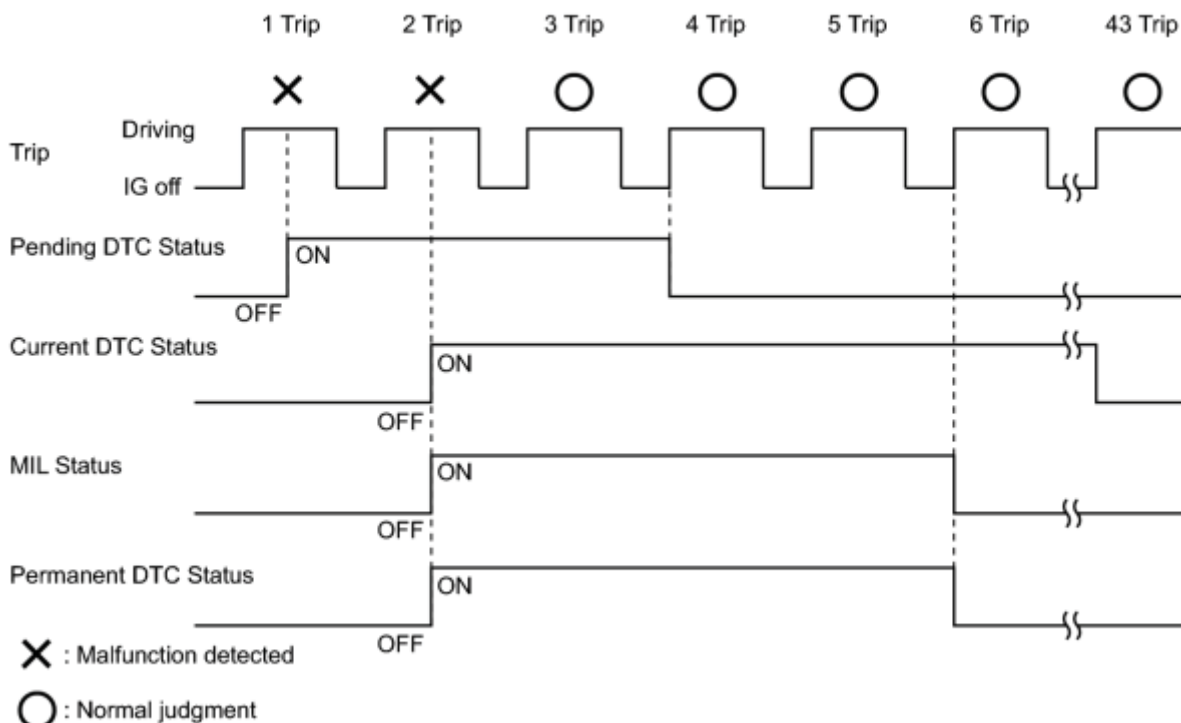 1 Trip 2 Trip 3 Trip 4 Trip 5 Trip 6 Trip 43 Trip
Driving
Trip
IG off
Pending DTC Status
ON
OFF
Current DTC Status
ON
OFF
MIL Status
ON
OFF
Permanent DTC Status
ON
OFF
: Malfunction detected
: Normal judgment